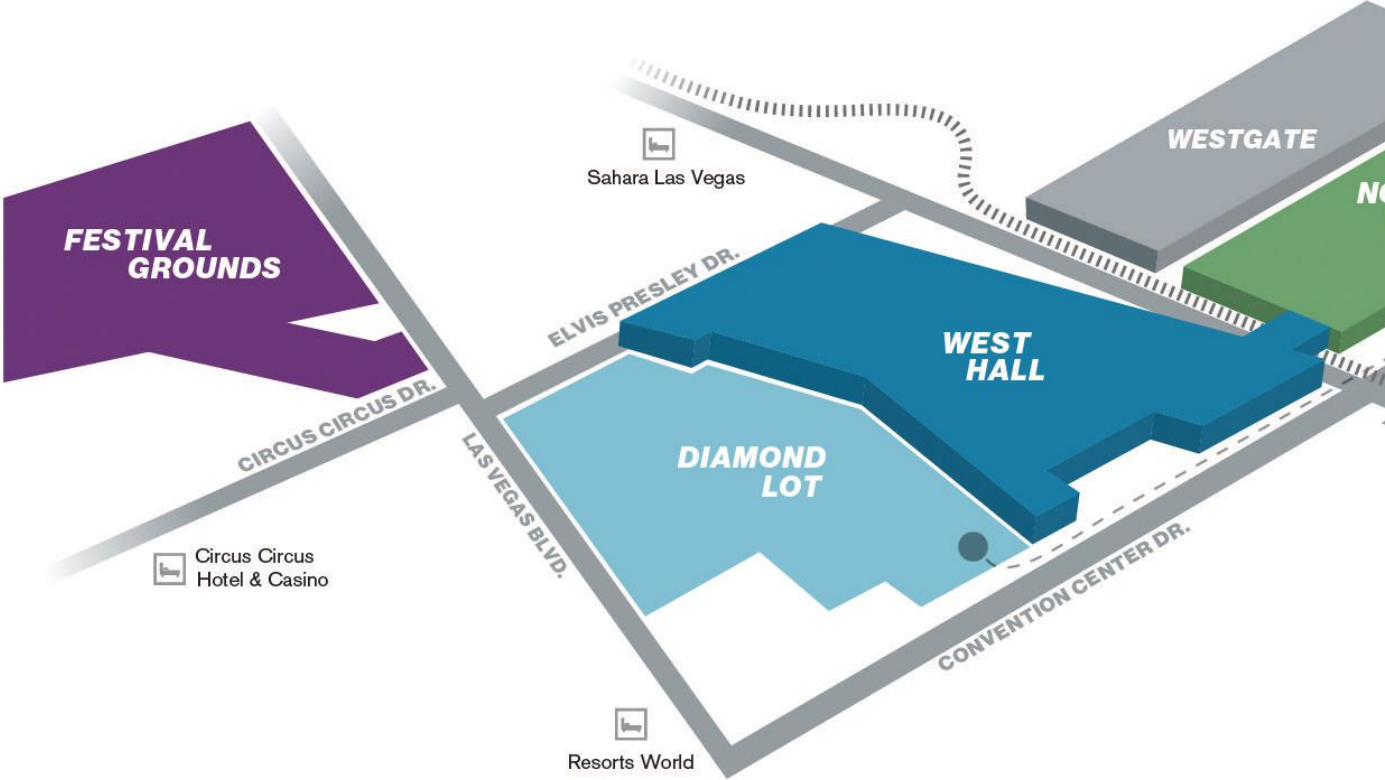 WESTGATE
NO
Sahara Las Vegas
FESTIVAL
GROUNDS
ELVIS PRESLEY DR.
WEST
HALL
CIRCUS CIRCUS DR.
DIAMOND
LOT
LAS VEGAS BLVD.
Circus Circus
Hotel & Casino
CONVENTION CENTER DR.
Resorts World